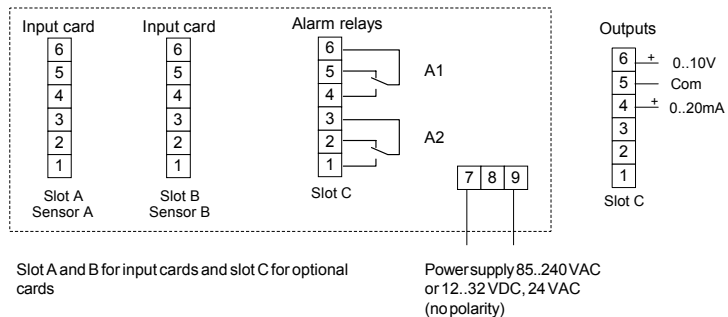 Input card
6
5
4
3
2
1
Slot A
Sensor A
Input card
6
5
4
3
2
1
Slot B
Sensor B
Alarm relays
6
5
4
3
2
1
A1
A2
Slot C
7 8 9
Outputs
6 + 0..10V
5 Com
4 + 0..20mA
3
2
1
Slot C
Slot A and B for input cards and slot C for optional
cards
Power supply 85..240 VAC
or 12..32 VDC, 24 VAC
(no polarity)